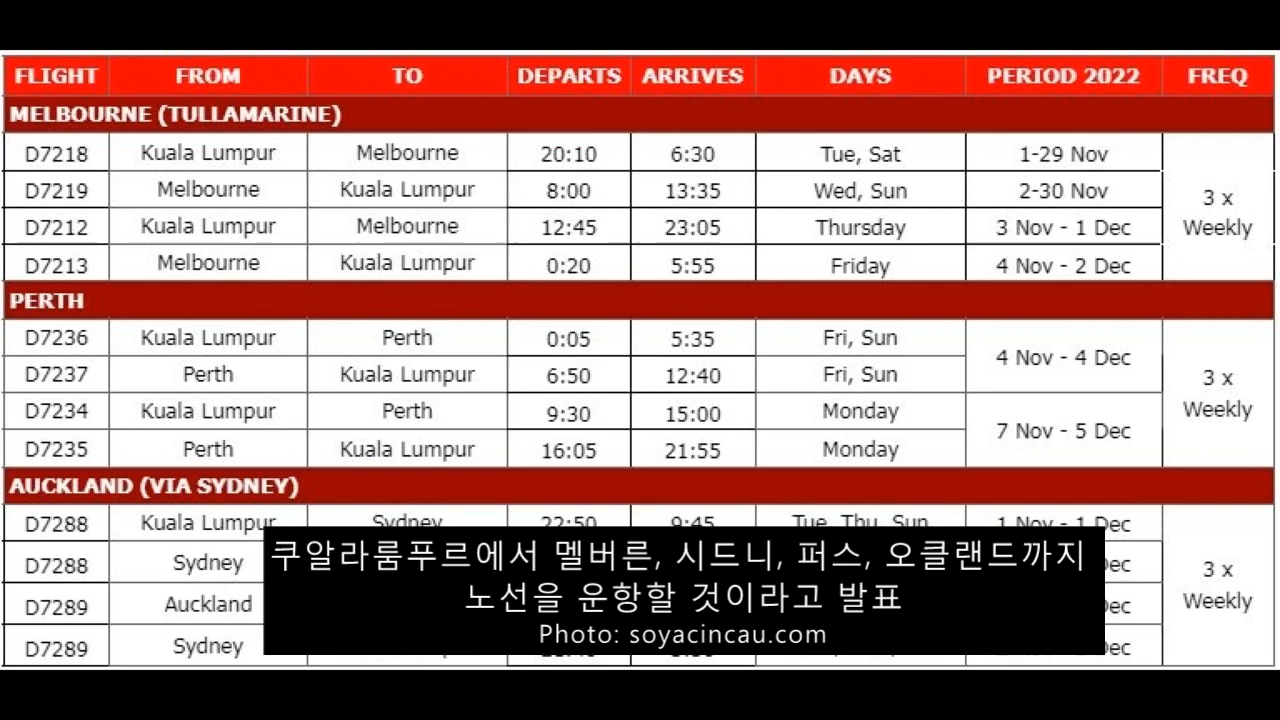 FLIGHT FROM TO DEPARTS ARRIVES DAYS PERIOD 2022 FREQ
MELBOURNE (TULLAMARINE)
D7218 Kuala Lumpur Melbourne 20:10 6:30 Tue, Sat 1-29 Nov
D7219 Melbourne Kuala Lumpur 8:00 13:35 Wed, Sun 2-30 Nov
3 x
Weekly
D7212 Kuala Lumpur Melbourne 12:45 23:05 Thursday 3 Nov - 1 Dec
D7213 Melbourne Kuala Lumpur 0:20 5:55 Friday 4 Nov - 2 Dec
PERTH
D7236 Kuala Lumpur Perth 0:05 5:35 Fri, Sun
4 Nov - 4 Dec
D7237 Perth Kuala Lumpur 6:50 12:40 Fri, Sun
3 x
Weekly
D7234 Kuala Lumpur Perth 9:30 15:00 Monday
7 Nov - 5 Dec
D7235 Perth Kuala Lumpur 16:05 21:55 Monday
AUCKLAND (VIA SYDNEY)
D7288 Kuala Lumpur Sydney 22:50 9:45 Tue, Thu, Sun 1 Nov - 1 Dec
D7288 Sydney Dec
3 x
Weekly
D7289 Auckland Dec
D7289 Sydney Dec
쿠알라룸푸르에서 멜버른, 시드니, 퍼스, 오클랜드까지
노선을 운항할 것이라고 발표
Photo: soyacincau.com